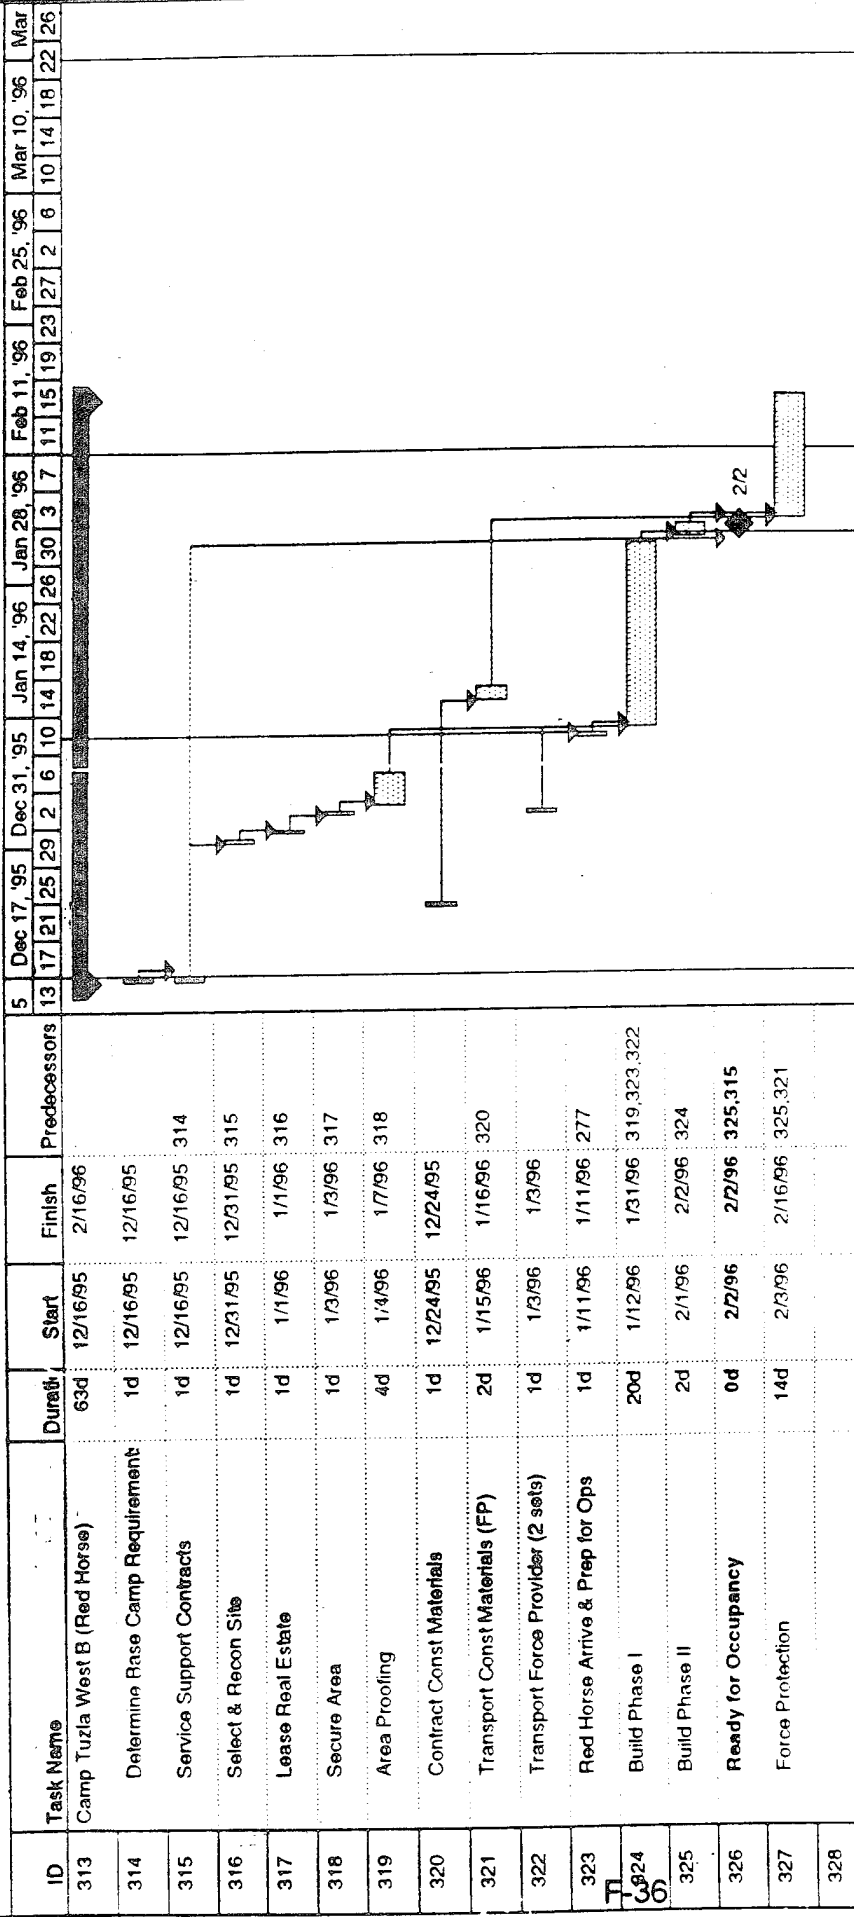 ID Task Name Durati Start Finish Predecessors 5 Dec 17, '95 Dec 31, '95 Jan 14, '96 Jan 28, '96 Feb 11, '96 Feb 25, '96 Mar 10, '96 Mar
13 17 21 25 29 2 6 10 14 18 22 26 30 3 7 11 15 19 23 27 2 6 10 14 18 22 26
313 Camp Tuzla West B (Red Horse) 63d 12/16/95 2/16/96
314 Determine Base Camp Requirements 1d 12/16/95 12/16/95
315 Service Support Contracts 1d 12/16/95 12/16/95 314
316 Select & Recon Site 1d 12/31/95 12/31/95 315
317 Lease Real Estate 1d 1/1/96 1/1/96 316
318 Secure Area 1d 1/3/96 1/3/96 317
319 Area Proofing 4d 1/4/96 1/7/96 318
320 Contract Const Materials 1d 12/24/95 12/24/95
321 Transport Const Materials (FP) 2d 1/15/96 1/16/96 320
322 Transport Force Provider (2 sets) 1d 1/3/96 1/3/96
323 Red Horse Arrive & Prep for Ops 1d 1/11/96 1/11/96 277
324 Build Phase I 20d 1/12/96 1/31/96 319,323,322
325 Build Phase II 2d 2/1/96 2/2/96 324
326 Ready for Occupancy 0d 2/2/96 2/2/96 325,315 2/2
327 Force Protection 14d 2/3/96 2/16/96 325,321
328
F-36